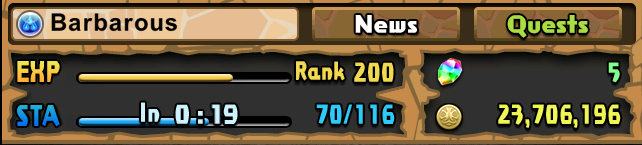 Barbarous News Quests
EXP Rank 200 5
STA In 0:19 70/116 23,706,196